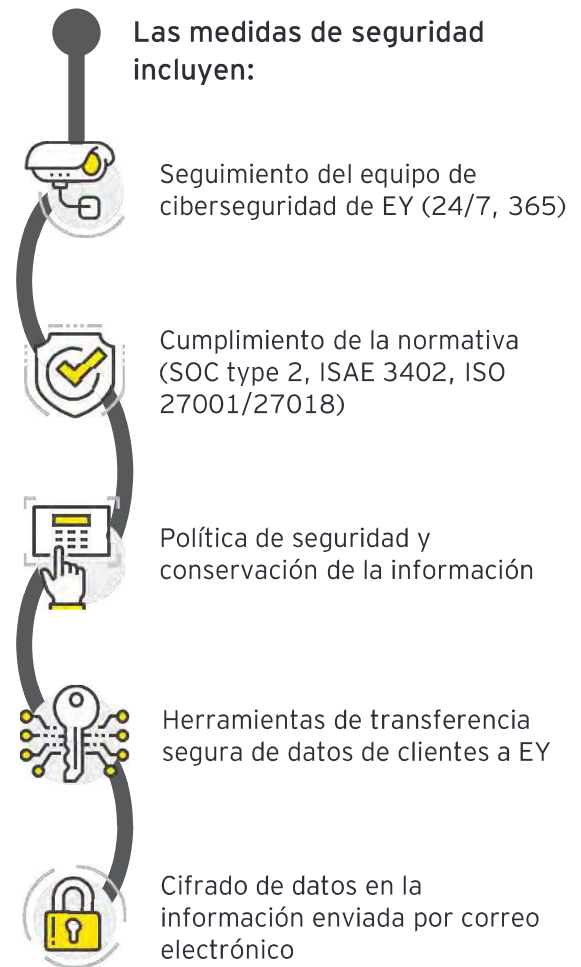 Las medidas de seguridad
incluyen:
Seguimiento del equipo de
ciberseguridad de EY (24/7, 365)
Cumplimiento de la normativa
(SOC type 2, ISAE 3402, ISO
27001/27018)
Política de seguridad y
conservación de la información
Herramientas de transferencia
segura de datos de clientes a EY
Cifrado de datos en la
información enviada por correo
electrónico